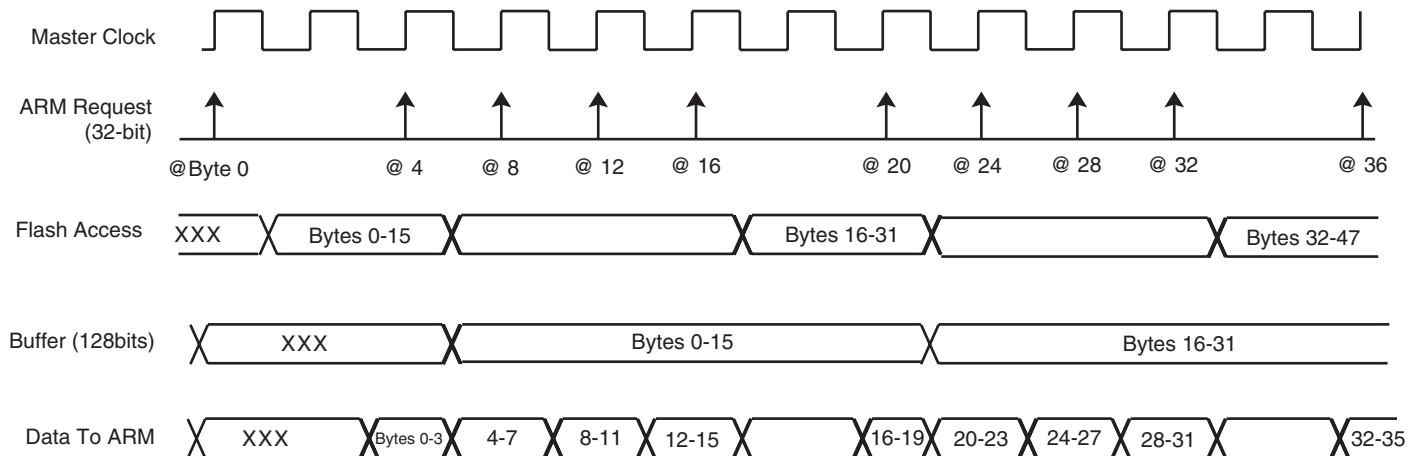 Master Clock
ARM Request
(32-bit)
@Byte 0 @ 4 @ 8 @ 12 @ 16 @ 20 @ 24 @ 28 @ 32 @ 36
Flash Access XXX Bytes 0-15 Bytes 16-31 Bytes 32-47
Buffer (128bits) XXX Bytes 0-15 Bytes 16-31
Data To ARM XXX Bytes 0-3 4-7 8-11 12-15 16-19 20-23 24-27 28-31 32-35